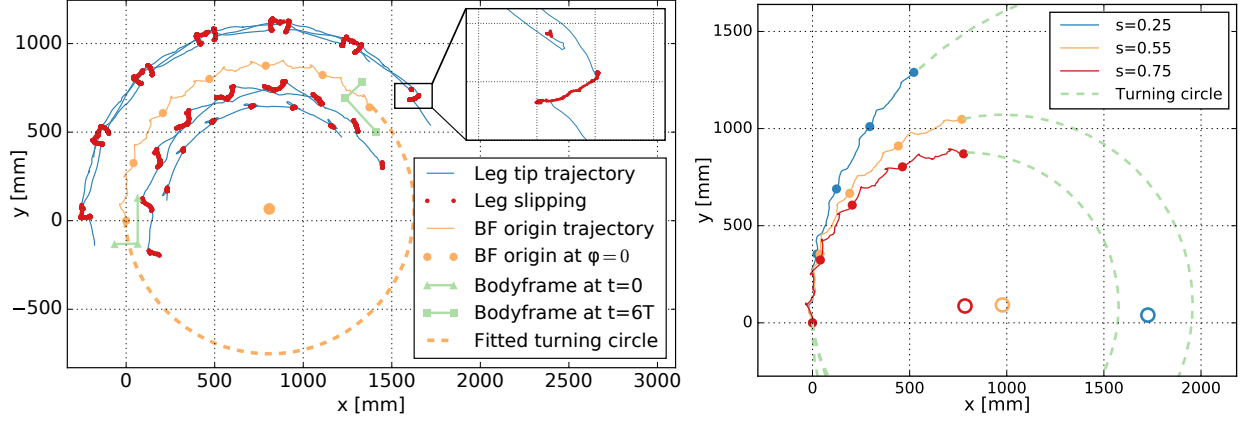 1000
500
0
−500
y [mm]
0 500 1000 1500 2000 2500 3000
x [mm]
Leg tip trajectory
Leg slipping
BF origin trajectory
BF origin at φ=0
Bodyframe at t=0
Bodyframe at t=6T
Fitted turning circle
1500
1000
500
0
y [mm]
0 500 1000 1500 2000
x [mm]
s=0.25
s=0.55
s=0.75
Turning circle